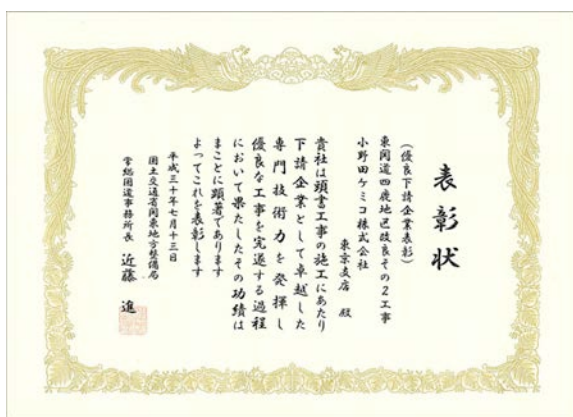 表彰状
(優良下請企業表彰)
東関道四鹿地区改良その2工事
小野田ケミコ株式会社
東京支店 殿
貴社は頭書工事の施工にあたり
下請企業として卓越した
専門技術力を発揮し
優良な工事を完遂する過程
において果たしたその功績は
まことに顕著であります
よってこれを表彰します
平成三十年七月十三日
国土交通省関東地方整備局
常総国道事務所長 近藤 進